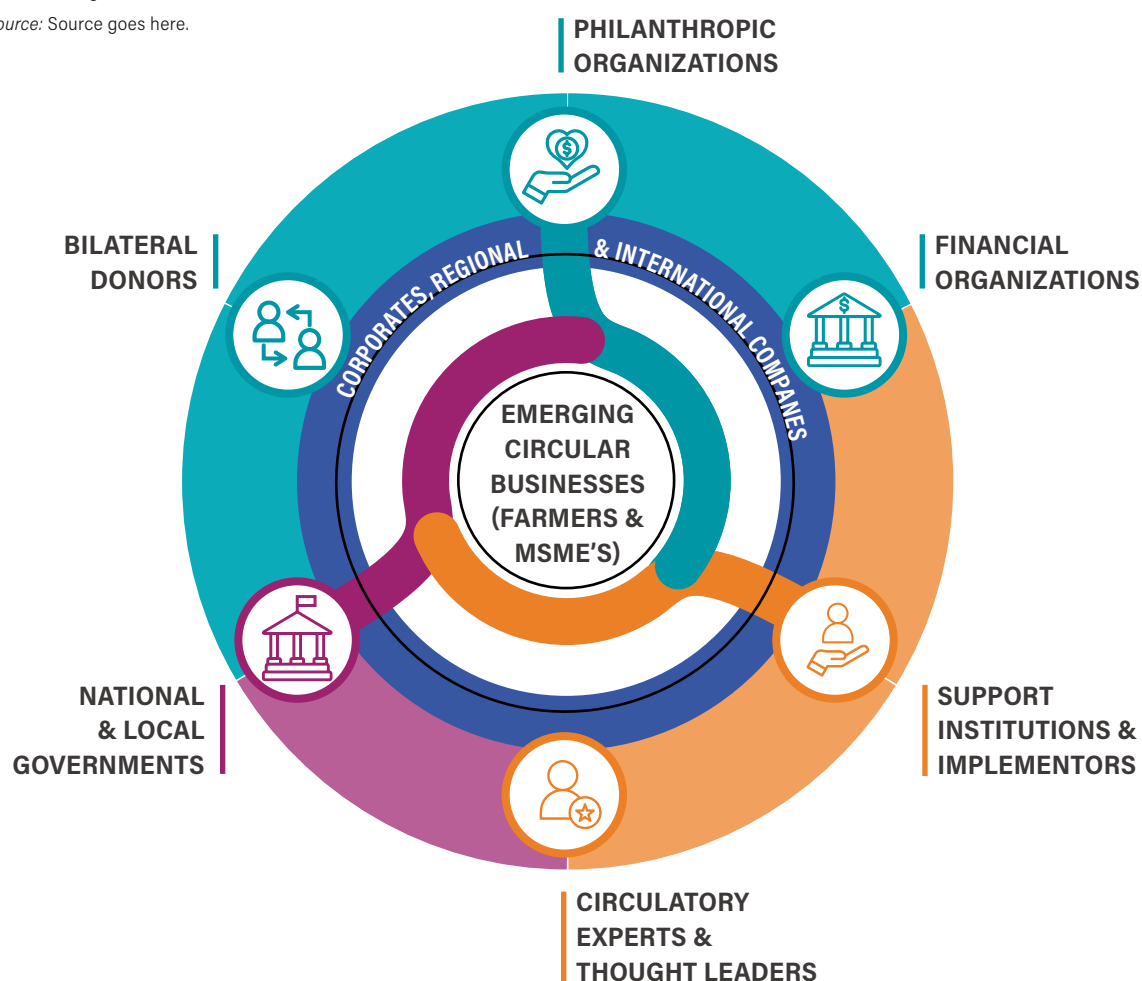 ource: Source goes here.
PHILANTHROPIC
ORGANIZATIONS
BILATERAL
DONORS
FINANCIAL
ORGANIZATIONS
CORPORATES, REGIONAL & INTERNATIONAL COMPANES
EMERGING
CIRCULAR
BUSINESSES
(FARMERS &
MSME'S)
NATIONAL
& LOCAL
GOVERNMENTS
SUPPORT
INSTITUTIONS &
IMPLEMENTORS
CIRCULATORY
EXPERTS &
THOUGHT LEADERS